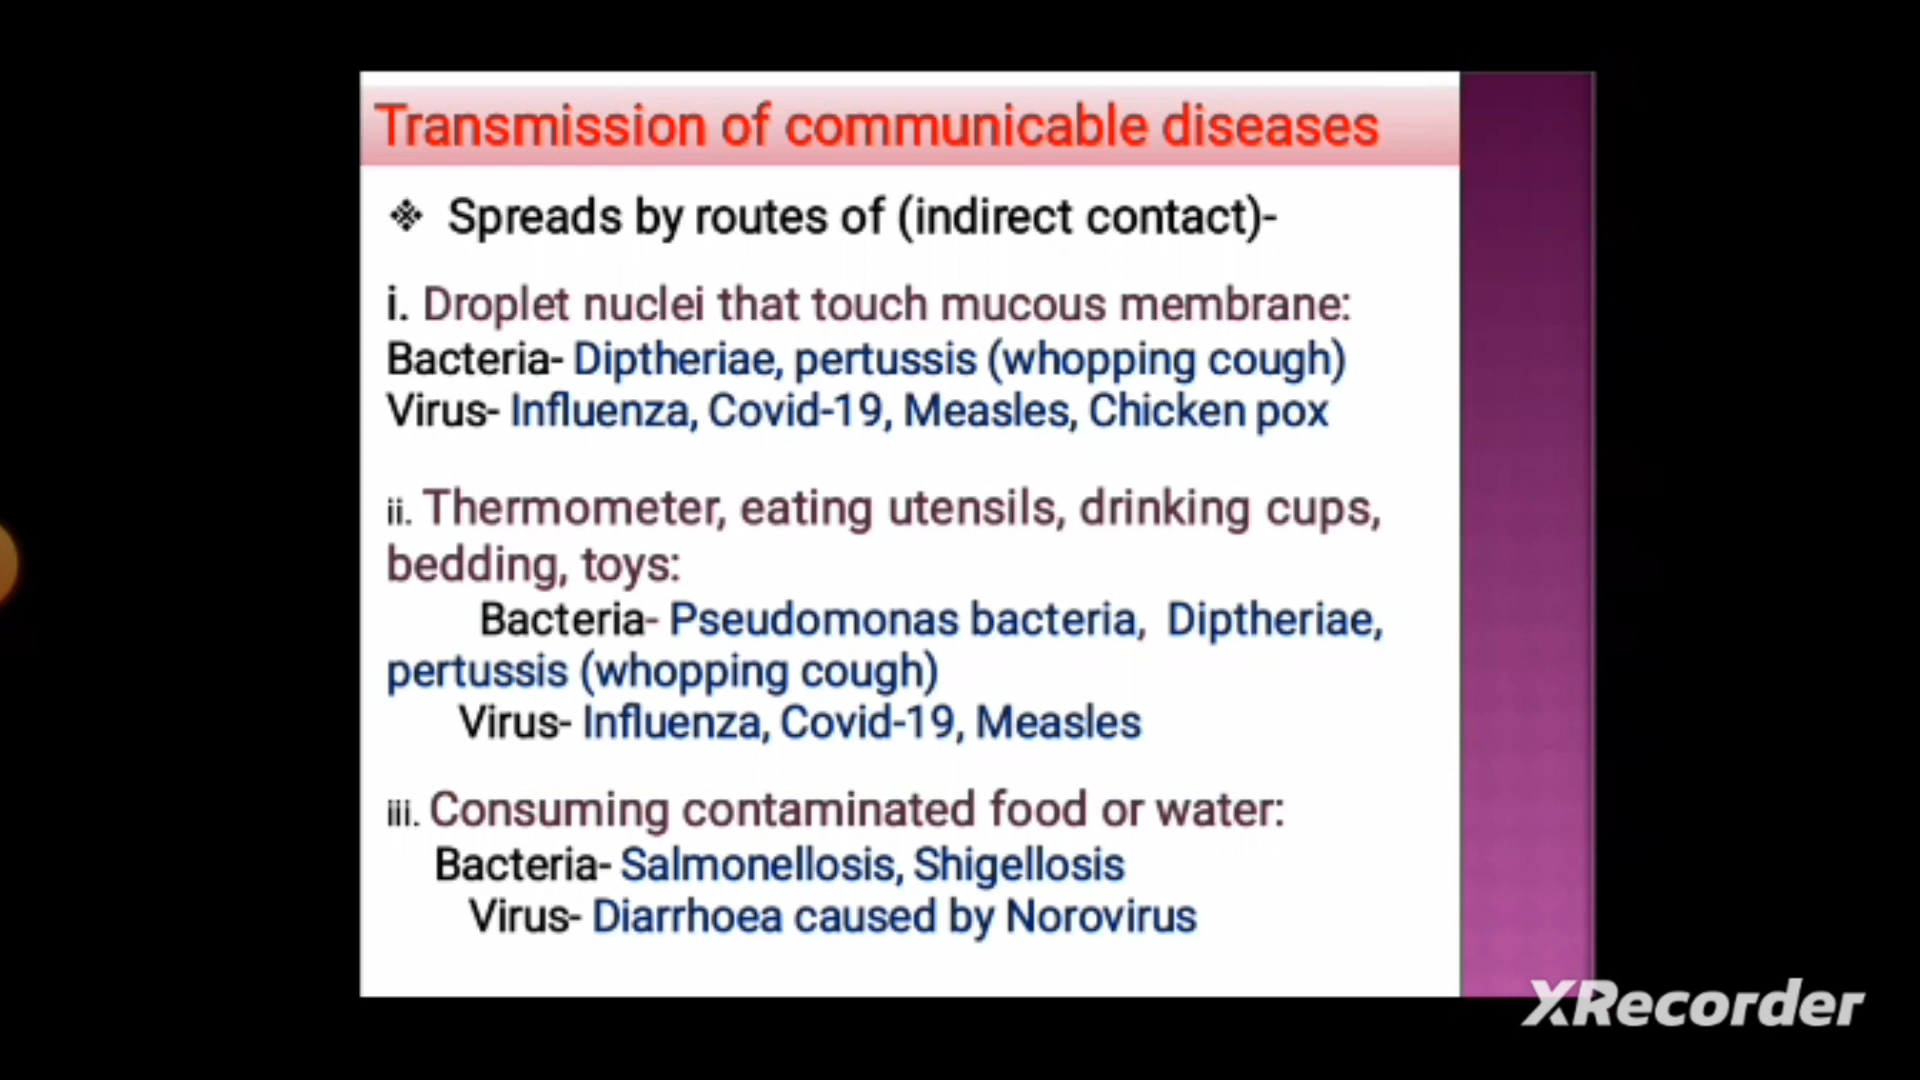 Transmission of communicable diseases
❖ Spreads by routes of (indirect contact)-
i. Droplet nuclei that touch mucous membrane:
Bacteria- Diptheriae, pertussis (whopping cough)
Virus- Influenza, Covid-19, Measles, Chicken pox
ii. Thermometer, eating utensils, drinking cups,
bedding, toys:
Bacteria- Pseudomonas bacteria, Diptheriae,
pertussis (whopping cough)
Virus- Influenza, Covid-19, Measles
iii. Consuming contaminated food or water:
Bacteria- Salmonellosis, Shigellosis
Virus- Diarrhoea caused by Norovirus
XRecorder